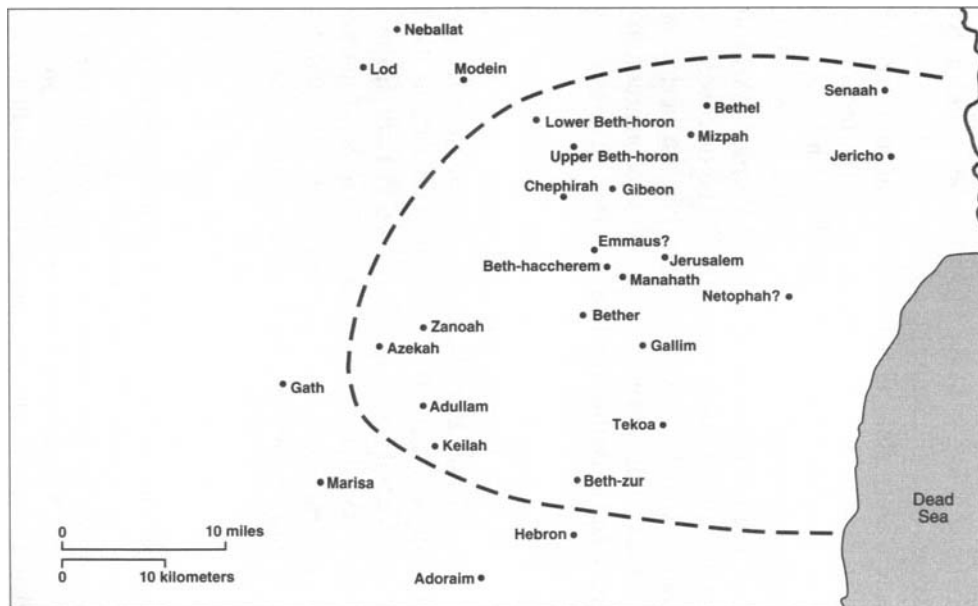 Neballat
Lod
Modein
Senaah
Bethel
Lower Beth-horon
Mizpah
Upper Beth-horon
Jericho
Chephirah
Gibeon
Emmaus?
Jerusalem
Beth-haccherem
Manahath
Netophah?
Bether
Zanoah
Azekah
Gallim
Gath
Adullam
Tekoa
Keilah
Marisa
Beth-zur
Dead
Sea
0 10 miles
Hebron
0 10 kilometers
Adoraim